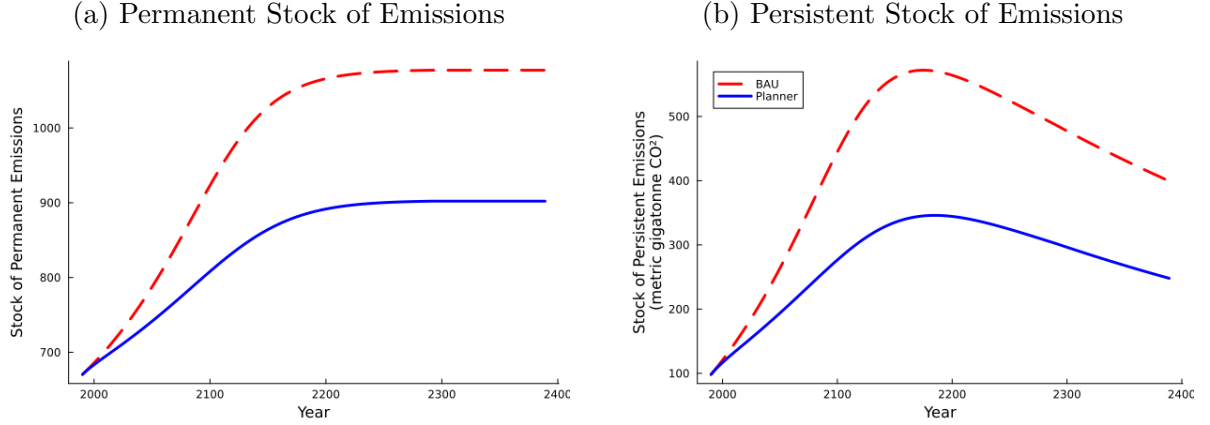 (a) Permanent Stock of Emissions
Stock of Permanent Emissions
1000
900
800
700
2000
2100
2200
2300
2400
Year
(b) Persistent Stock of Emissions
Stock of Persistent Emissions
(metric gigatonne CO²)
BAU
Planner
500
400
300
200
100
2000
2100
2200
2300
2400
Year